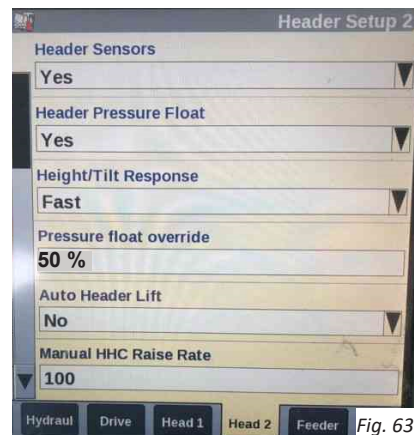 Header Setup 2
Header Sensors
Yes
Header Pressure Float
Yes
Height/Tilt Response
Fast
Pressure float override
50 %
Auto Header Lift
No
Manual HHC Raise Rate
100
Hydraul Drive Head 1 Head 2 Feeder
Fig. 63